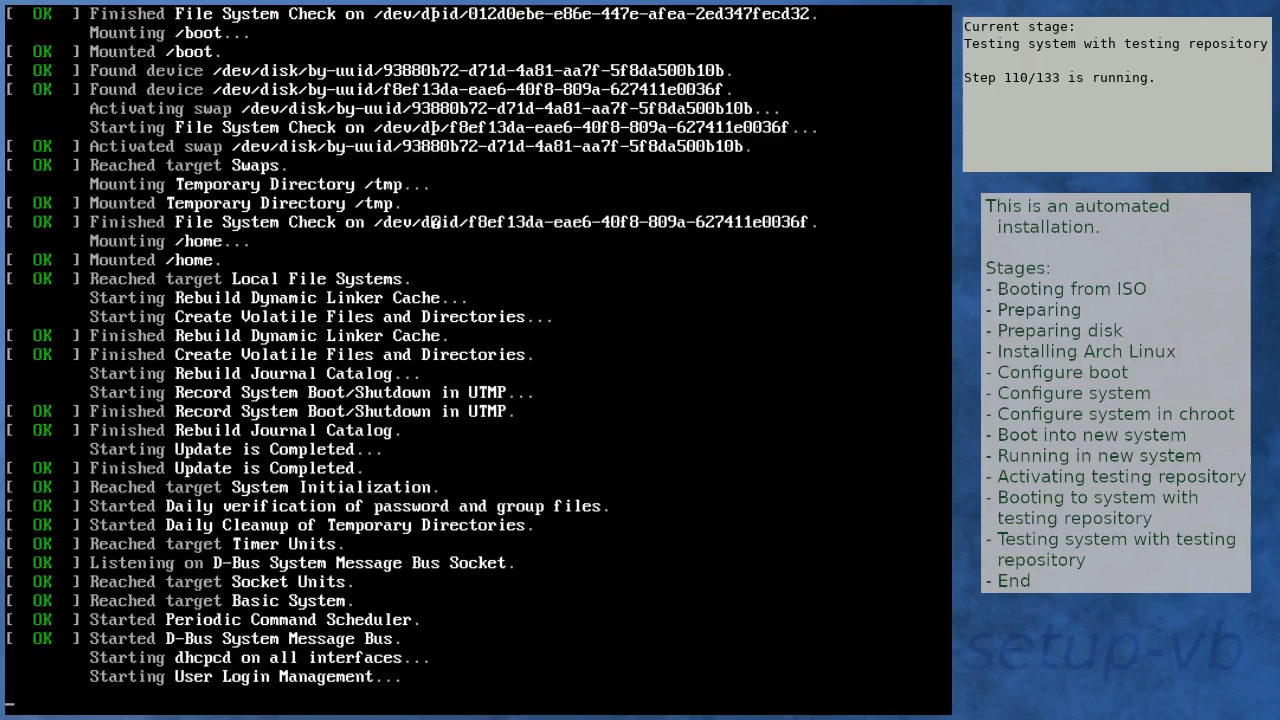 [  OK  ] Finished File System Check on /dev/dþid/012d0ebe-e86e-447e-afea-2ed347fecd32.
         Mounting /boot...
[  OK  ] Mounted /boot.
[  OK  ] Found device /dev/disk/by-uuid/93880b72-d71d-4a81-aa7f-5f8da500b10b.
[  OK  ] Found device /dev/disk/by-uuid/f8ef13da-eae6-40f8-809a-627411e0036f.
         Activating swap /dev/disk/by-uuid/93880b72-d71d-4a81-aa7f-5f8da500b10b...
         Starting File System Check on /dev/dþ/f8ef13da-eae6-40f8-809a-627411e0036f...
[  OK  ] Activated swap /dev/disk/by-uuid/93880b72-d71d-4a81-aa7f-5f8da500b10b.
[  OK  ] Reached target Swaps.
         Mounting Temporary Directory /tmp...
[  OK  ] Mounted Temporary Directory /tmp.
[  OK  ] Finished File System Check on /dev/d�id/f8ef13da-eae6-40f8-809a-627411e0036f.
         Mounting /home...
[  OK  ] Mounted /home.
[  OK  ] Reached target Local File Systems.
         Starting Rebuild Dynamic Linker Cache...
         Starting Create Volatile Files and Directories...
[  OK  ] Finished Rebuild Dynamic Linker Cache.
[  OK  ] Finished Create Volatile Files and Directories.
         Starting Rebuild Journal Catalog...
         Starting Record System Boot/Shutdown in UTMP...
[  OK  ] Finished Record System Boot/Shutdown in UTMP.
[  OK  ] Finished Rebuild Journal Catalog.
         Starting Update is Completed...
[  OK  ] Finished Update is Completed.
[  OK  ] Reached target System Initialization.
[  OK  ] Started Daily verification of password and group files.
[  OK  ] Started Daily Cleanup of Temporary Directories.
[  OK  ] Reached target Timer Units.
[  OK  ] Listening on D-Bus System Message Bus Socket.
[  OK  ] Reached target Socket Units.
[  OK  ] Reached target Basic System.
[  OK  ] Started Periodic Command Scheduler.
[  OK  ] Started D-Bus System Message Bus.
         Starting dhcpcd on all interfaces...
         Starting User Login Management...
Current stage:
Testing system with testing repository
Step 110/133 is running.
This is an automated
installation.
Stages:
- Booting from ISO
- Preparing
- Preparing disk
- Installing Arch Linux
- Configure boot
- Configure system
- Configure system in chroot
- Boot into new system
- Running in new system
- Activating testing repository
- Booting to system with
testing repository
- Testing system with testing
repository
- End
-setup-vb